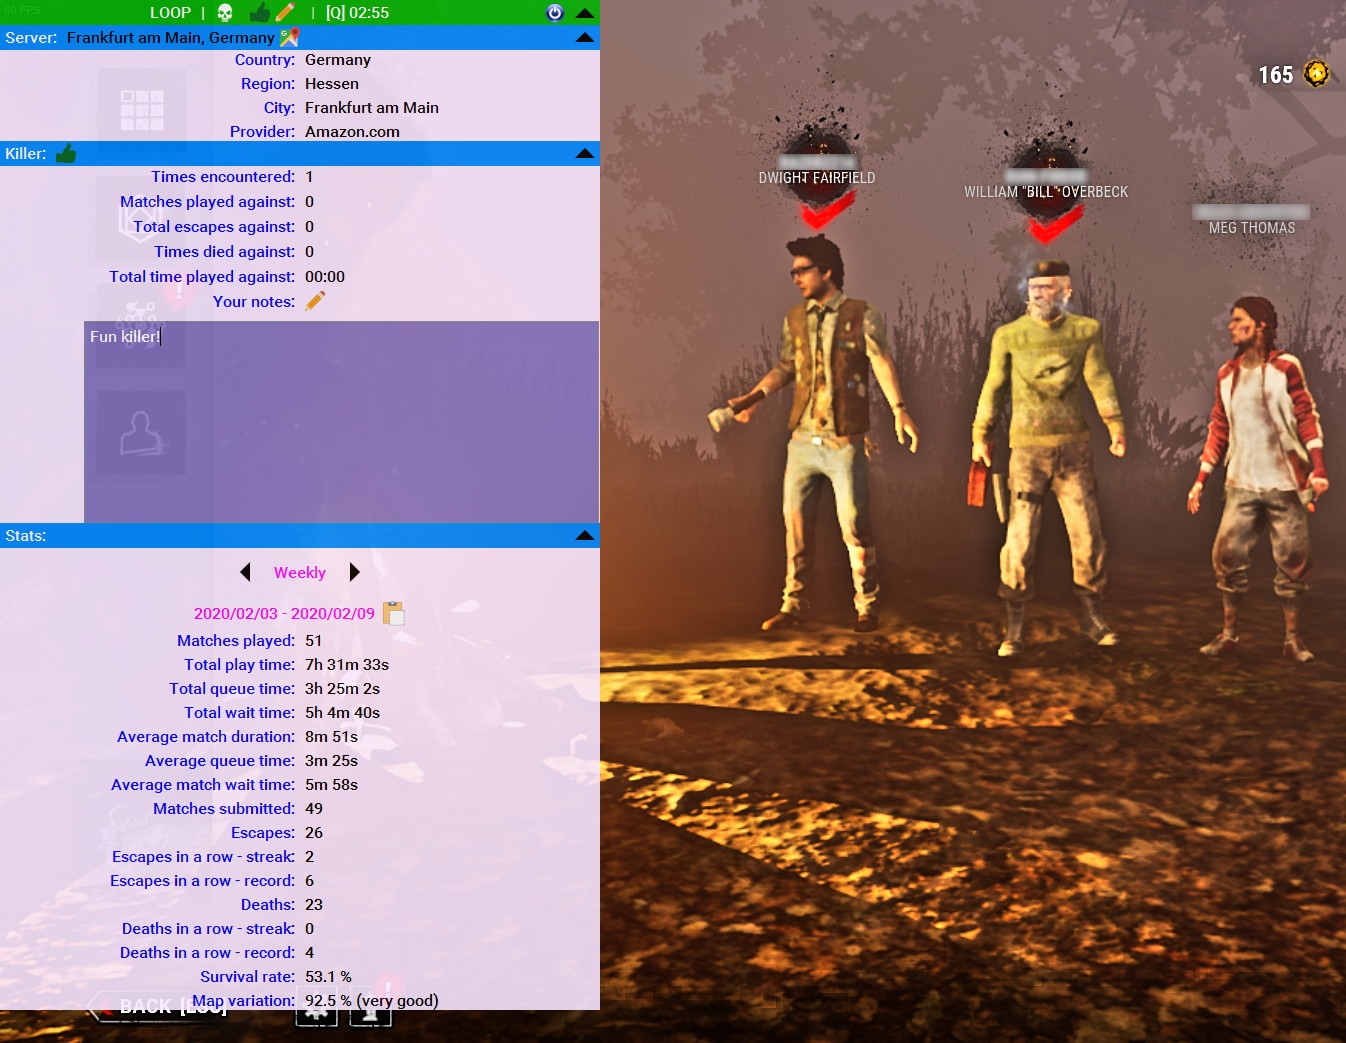 60 FPS
LOOP | | [Q] 02:55
Server: Frankfurt am Main, Germany
Country: Germany
Region: Hessen
City: Frankfurt am Main
Provider: Amazon.com
Killer:
Times encountered: 1
Matches played against: 0
Total escapes against: 0
Times died against: 0
Total time played against: 00:00
Your notes:
Fun killer!
Stats:
Weekly
2020/02/03 - 2020/02/09
Matches played: 51
Total play time: 7h 31m 33s
Total queue time: 3h 25m 2s
Total wait time: 5h 4m 40s
Average match duration: 8m 51s
Average queue time: 3m 25s
Average match wait time: 5m 58s
Matches submitted: 49
Escapes: 26
Escapes in a row - streak: 2
Escapes in a row - record: 6
Deaths: 23
Deaths in a row - streak: 0
Deaths in a row - record: 4
Survival rate: 53.1 %
Map variation: 92.5 % (very good)
BACK [ESC]
165
DWIGHT FAIRFIELD
WILLIAM "BILL" OVERBECK
MEG THOMAS